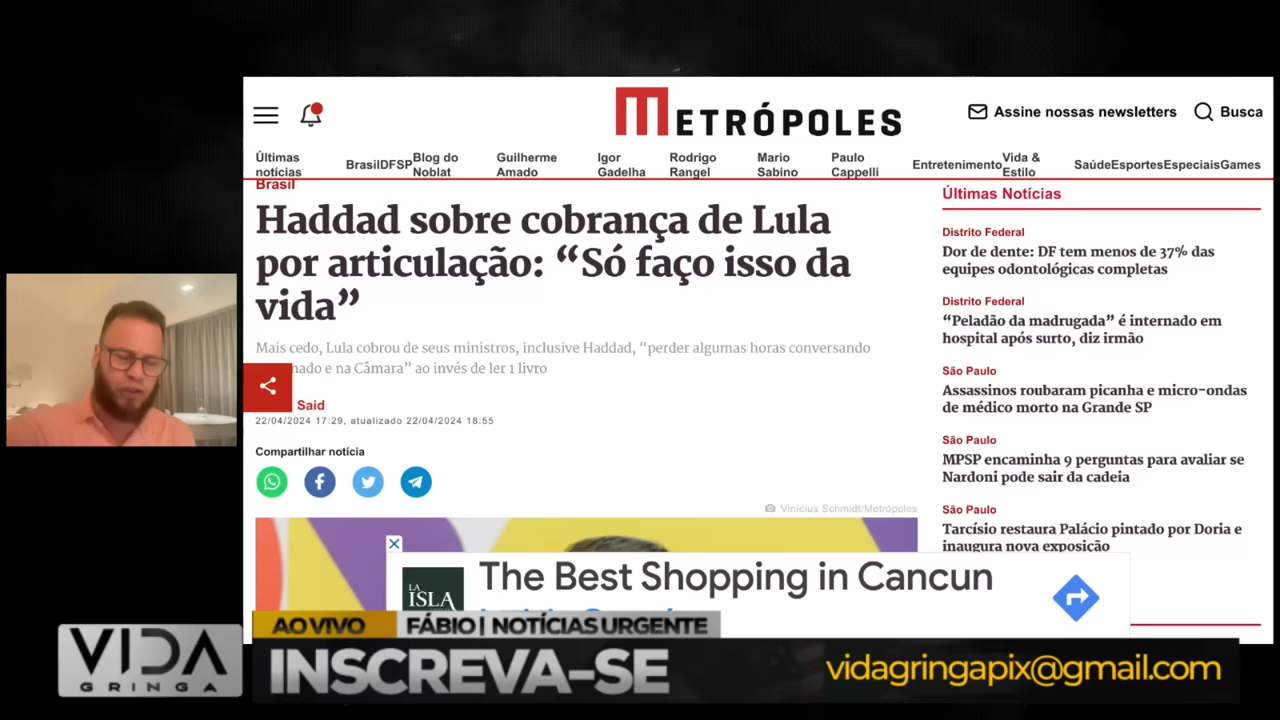 METRÓPOLES
Assine nossas newsletters
Busca
Últimas notícias
Brasil
DF
SP
Blog do Noblat
Guilherme Amado
Igor Gadelha
Rodrigo Rangel
Mario Sabino
Paulo Cappelli
Entretenimento
Vida & Estilo
Saúde
Esportes
Especiais
Games
Brasil
Haddad sobre cobrança de Lula
por articulação: “Só faço isso da
vida”
Mais cedo, Lula cobrou de seus ministros, inclusive Haddad, “perder algumas horas conversando
nado e na Câmara” ao invés de ler 1 livro
Said
22/04/2024 17:29, atualizado 22/04/2024 18:55
Compartilhar notícia
Vinícius Schmidt/Metrópoles
Últimas Notícias
Distrito Federal
Dor de dente: DF tem menos de 37% das
equipes odontológicas completas
Distrito Federal
“Peladão da madrugada” é internado em
hospital após surto, diz irmão
São Paulo
Assassinos roubaram picanha e micro-ondas
de médico morto na Grande SP
São Paulo
MPSP encaminha 9 perguntas para avaliar se
Nardoni pode sair da cadeia
São Paulo
Tarcísio restaura Palácio pintado por Doria e
inaugura nova exposição
LA
ISLA
The Best Shopping in Cancun
AO VIVO
FÁBIO | NOTÍCIAS URGENTE
VIDA
GRINGA
INSCREVA-SE
vidagringapix@gmail.com